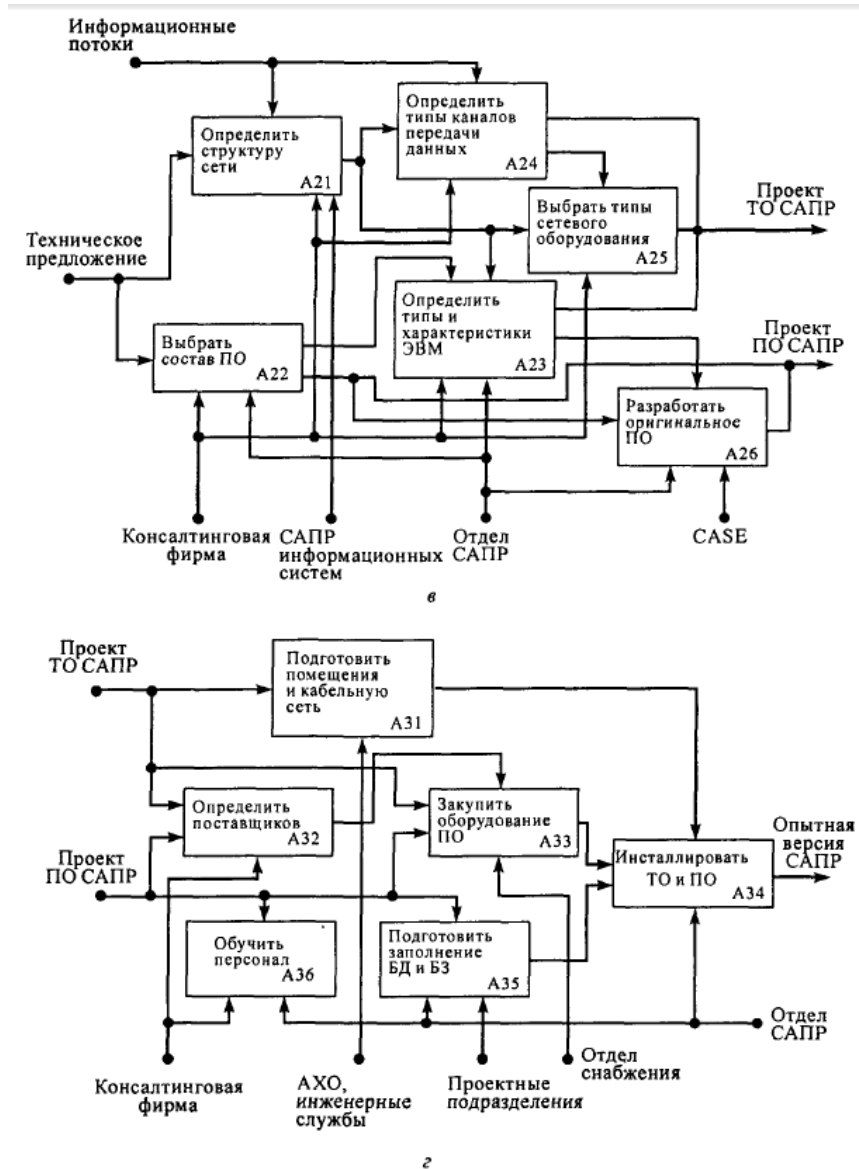 Информационные
потоки
Определить
структуру
сети
A21
Определить
типы каналов
передачи
данных
A24
Выбрать типы
сетевого
оборудования
A25
Проект
ТО САПР
Техническое
предложение
Выбрать
состав ПО
A22
Определить
типы и
характеристики
ЭВМ
A23
Проект
ПО САПР
Разработать
оригинальное
ПО
A26
Консалтинговая
фирма
САПР
информационных
систем
Отдел
САПР
CASE
в
Проект
ТО САПР
Подготовить
помещения
и кабельную
сеть
A31
Определить
поставщиков
A32
Закупить
оборудование
ПО
A33
Опытная
версия
САПР
Инсталлировать
ТО и ПО
A34
Проект
ПО САПР
Обучить
персонал
A36
Подготовить
заполнение
БД и БЗ
A35
Отдел
САПР
Консалтинговая
фирма
АХО,
инженерные
службы
Проектные
подразделения
Отдел
снабжения
г